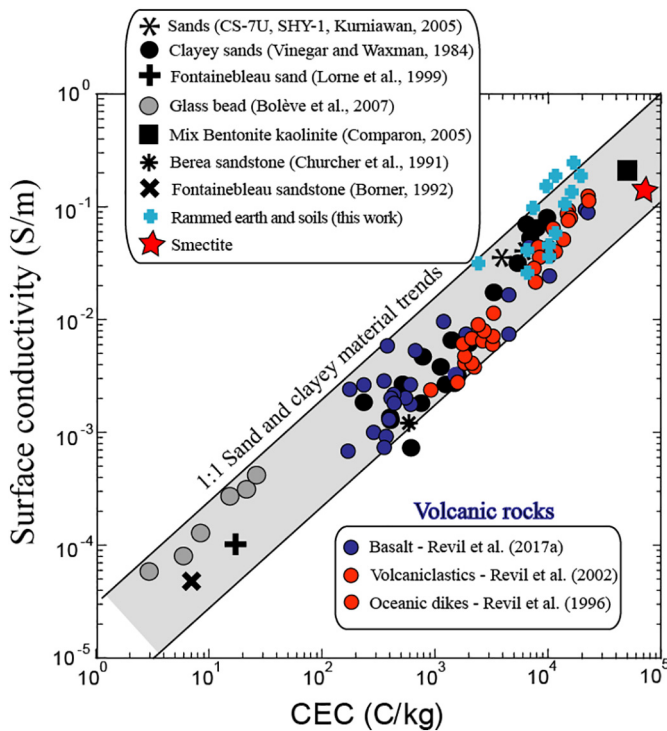 Sands (CS-7U, SHY-1, Kurniawan, 2005)
Clayey sands (Vinegar and Waxman, 1984)
Fontainebleau sand (Lorne et al., 1999)
Glass bead (Bolève et al., 2007)
Mix Bentonite kaolinite (Comparon, 2005)
Berea sandstone (Churcher et al., 1991)
Fontainebleau sandstone (Borner, 1992)
Rammed earth and soils (this work)
Smectite
Surface conductivity (S/m)
10⁰
10⁻¹
10⁻²
10⁻³
10⁻⁴
10⁻⁵
1:1 Sand and clayey material trends
Volcanic rocks
Basalt - Revil et al. (2017a)
Volcaniclastics - Revil et al. (2002)
Oceanic dikes - Revil et al. (1996)
10⁰ 10¹ 10² 10³ 10⁴ 10⁵
CEC (C/kg)